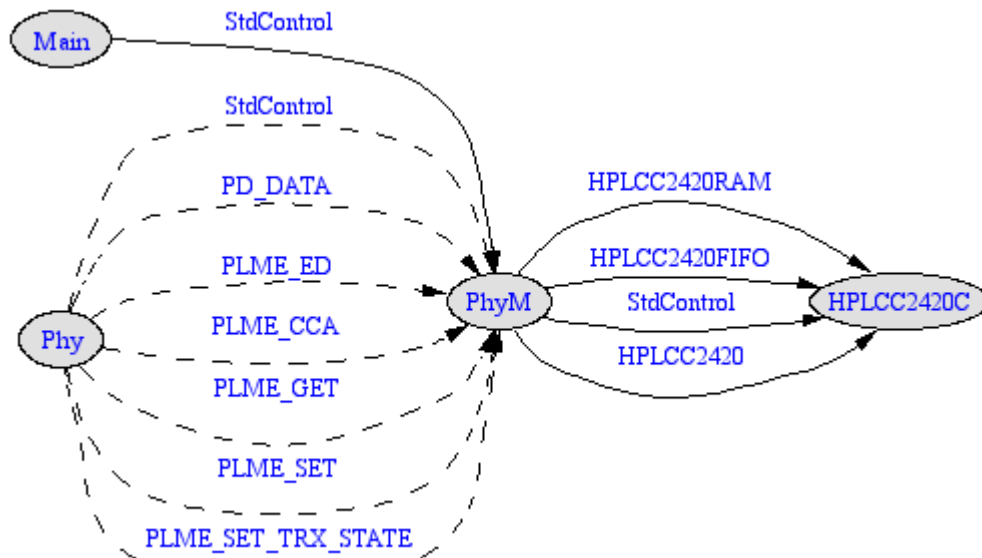 StdControl
Main
StdControl
PD_DATA
HPLCC2420RAM
PLME_ED
HPLCC2420FIFO
PhyM
StdControl
HPLCC2420C
Phy
PLME_CCA
HPLCC2420
PLME_GET
PLME_SET
PLME_SET_TRX_STATE